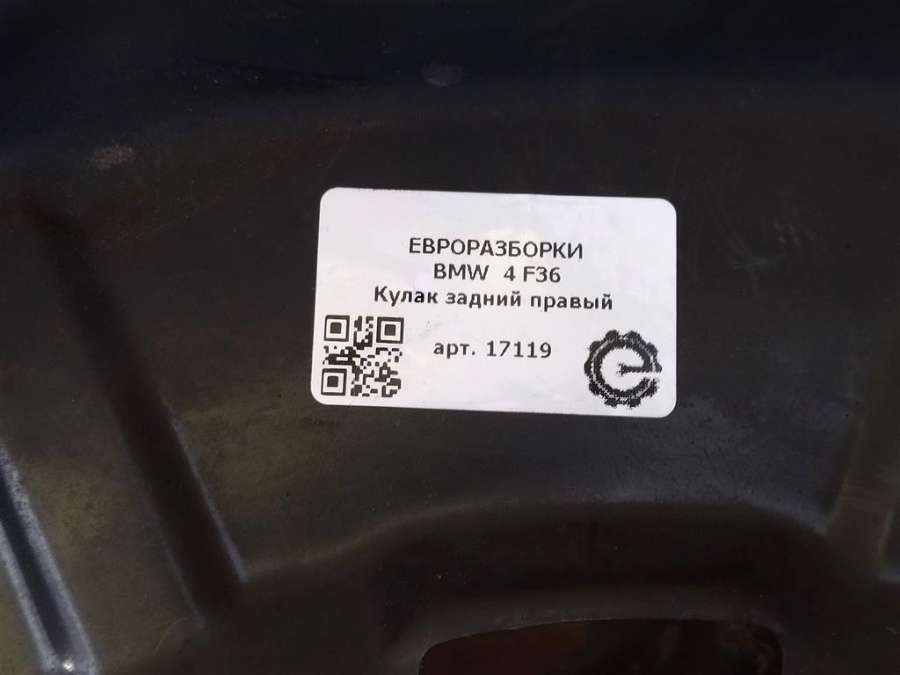 ЕВРОРАЗБОРКИ
BMW 4 F36
Кулак задний правый
арт. 17119